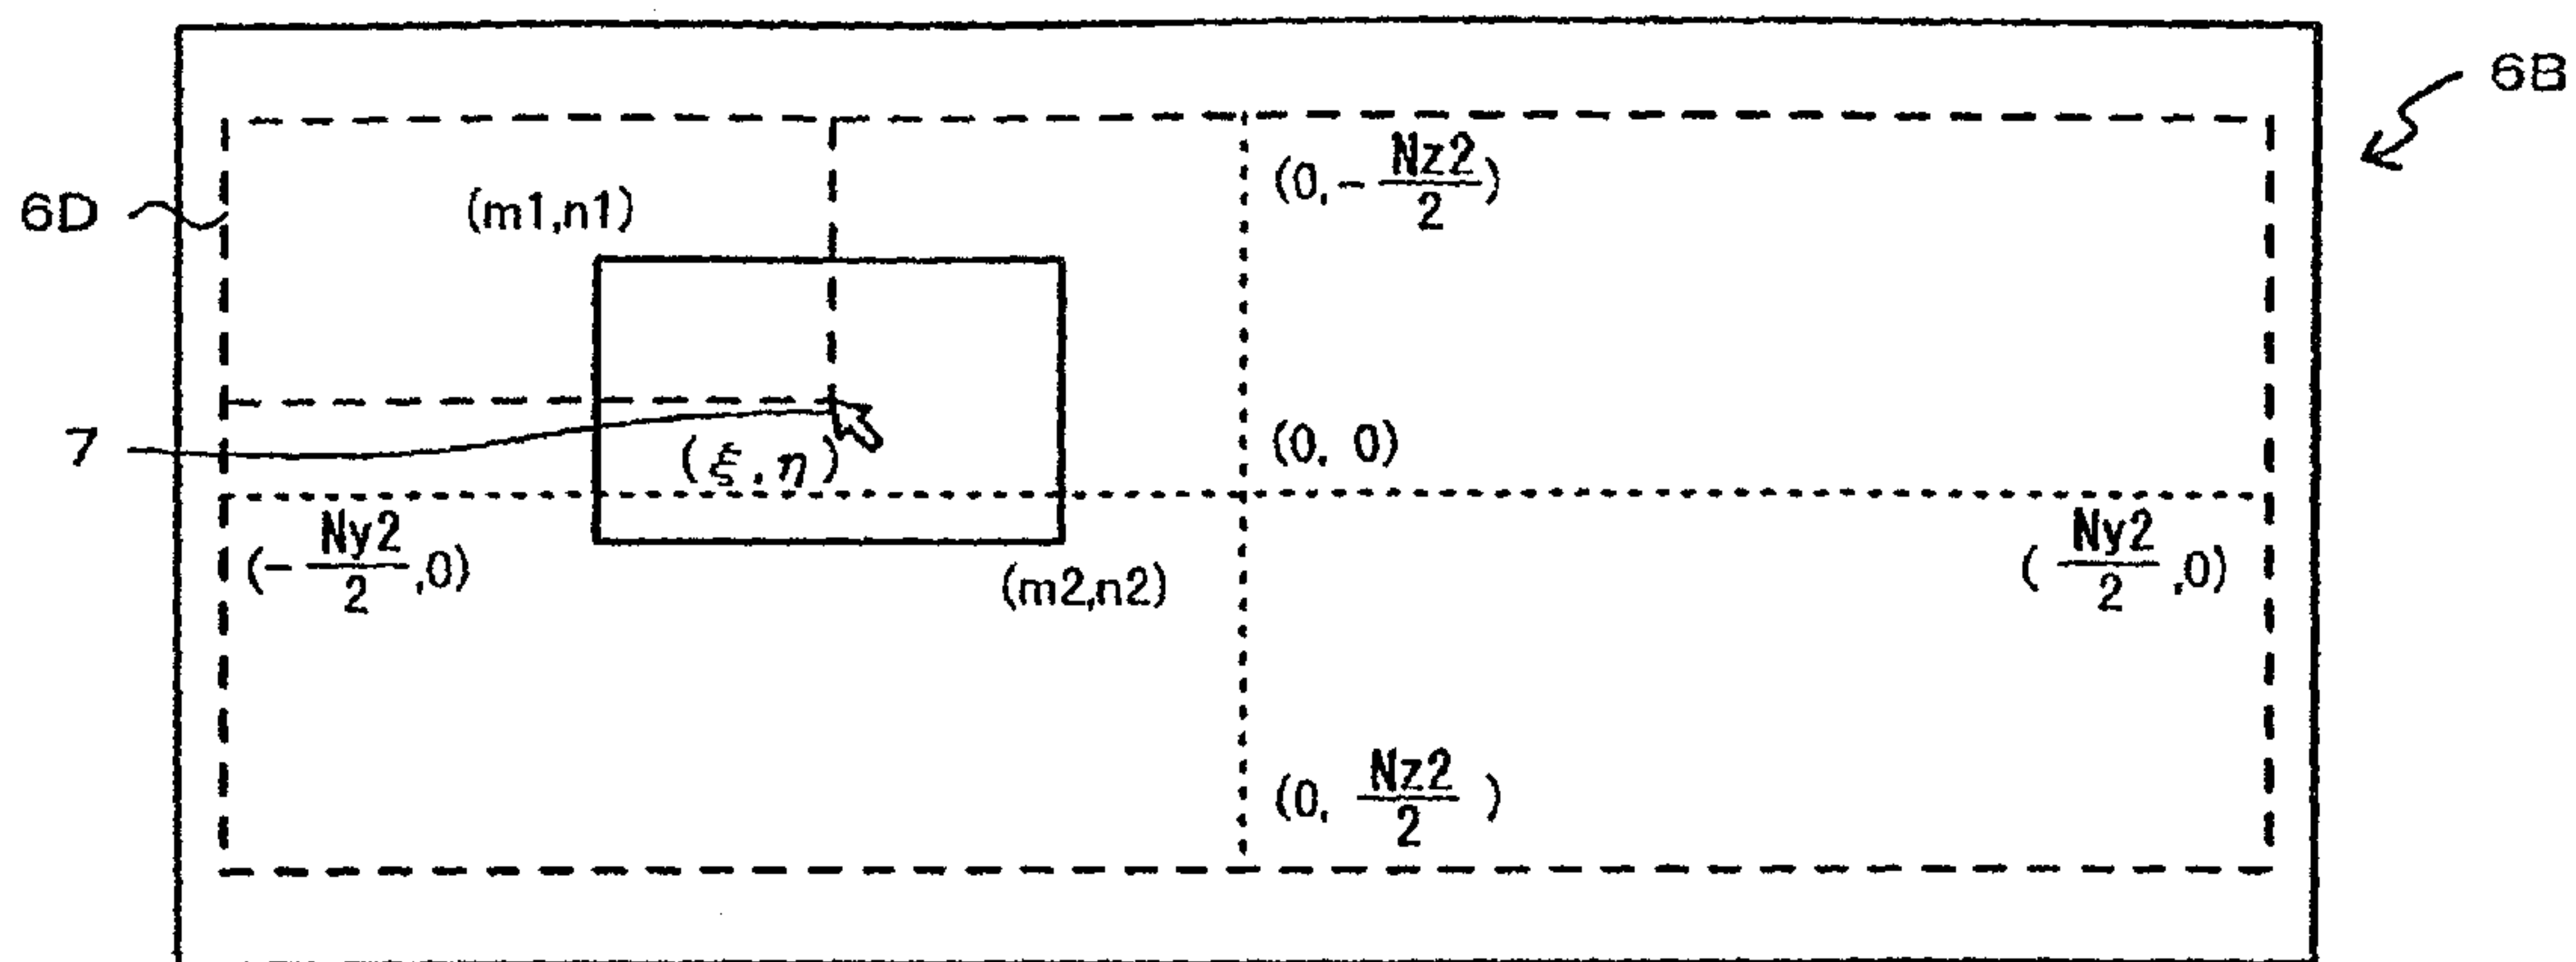 6B
(0,-Nz2/2)
6D
(m1,n1)
(0, 0)
7
(ξ,η)
(-Ny2/2,0)
(Ny2/2,0)
(m2,n2)
(0, Nz2/2)